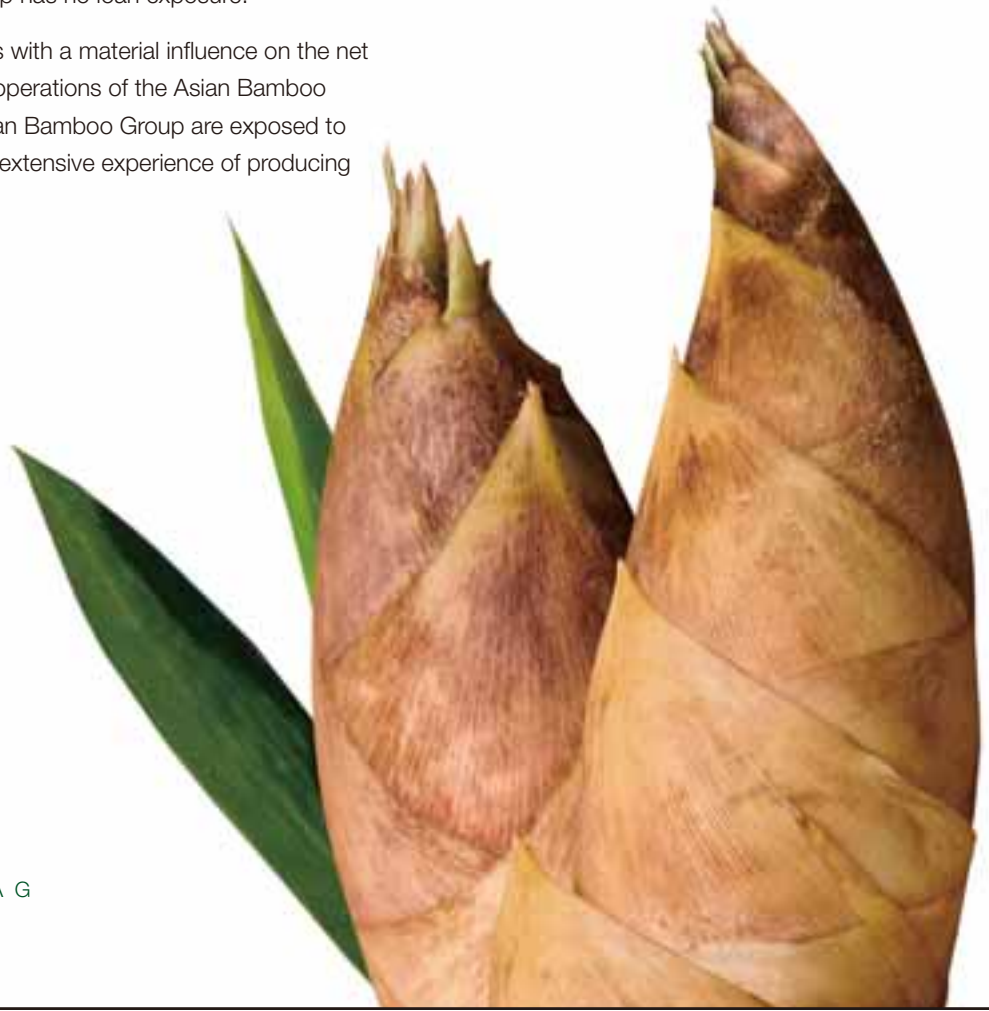 has no loan exposure.
s with a material influence on the net
operations of the Asian Bamboo
an Bamboo Group are exposed to
extensive experience of producing
A G